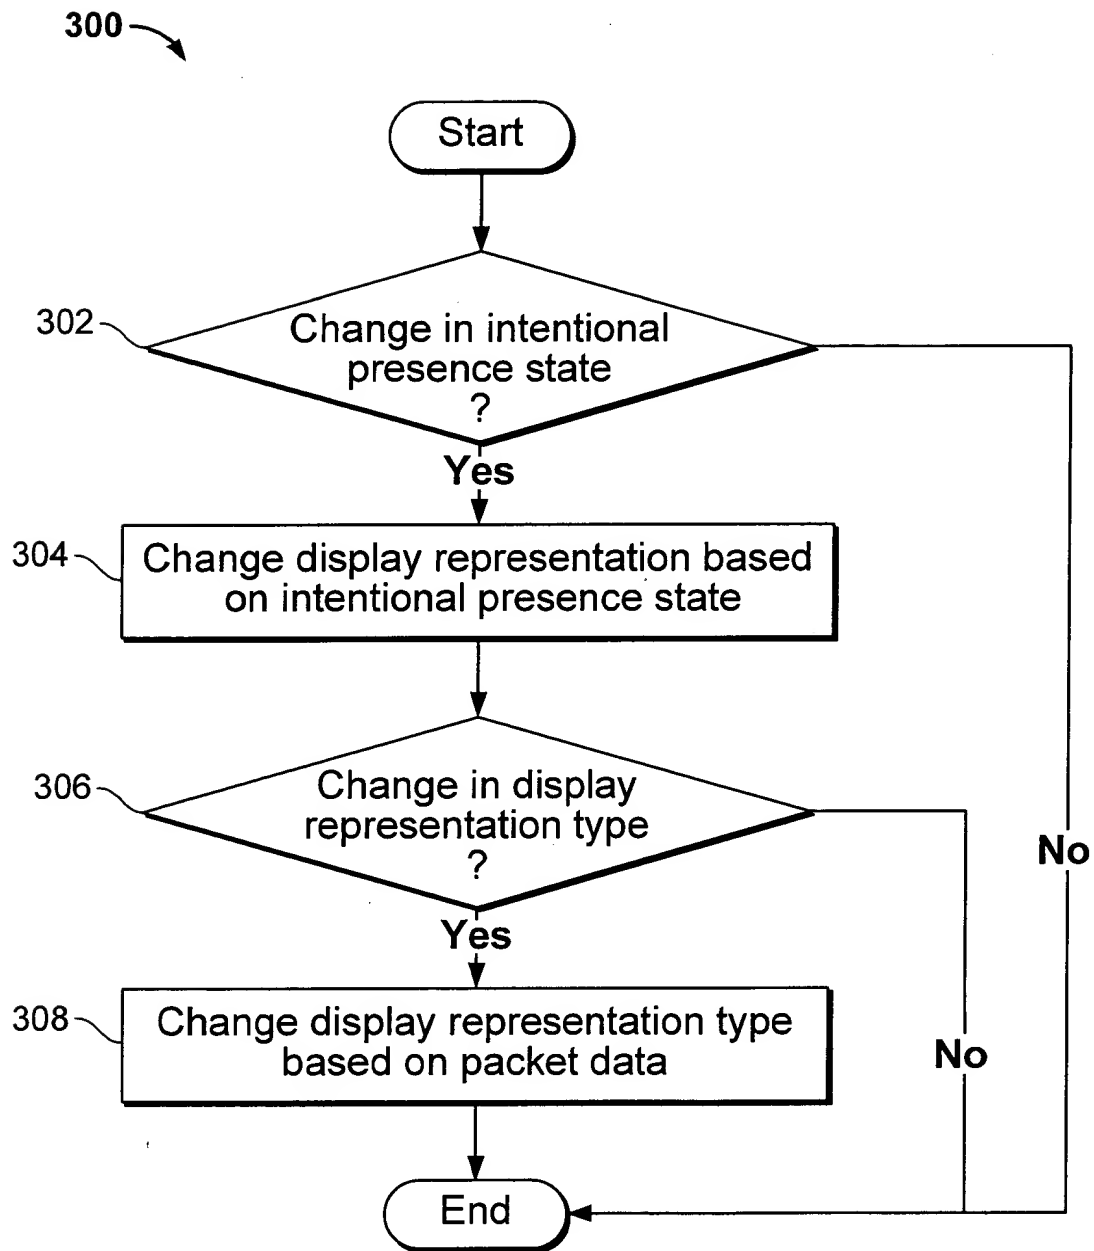 300
Start
302
Change in intentional
presence state
?
Yes
304
Change display representation based
on intentional presence state
306
Change in display
representation type
?
No
Yes
308
Change display representation type
based on packet data
No
End